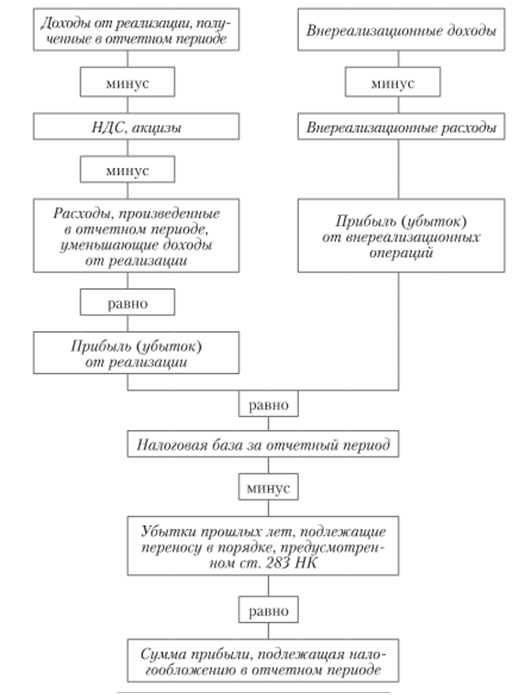 Доходы от реализации, полу-
ченные в отчетном периоде
минус
НДС, акцизы
минус
Расходы, произведенные
в отчетном периоде,
уменьшающие доходы
от реализации
равно
Прибыль (убыток)
от реализации
Внереализационные доходы
минус
Внереализационные расходы
Прибыль (убыток)
от внереализационных
операций
равно
Налоговая база за отчетный период
минус
Убытки прошлых лет, подлежащие
переносу в порядке, предусмотрен-
ном ст. 283 НК
равно
Сумма прибыли, подлежащая нало-
гообложению в отчетном периоде